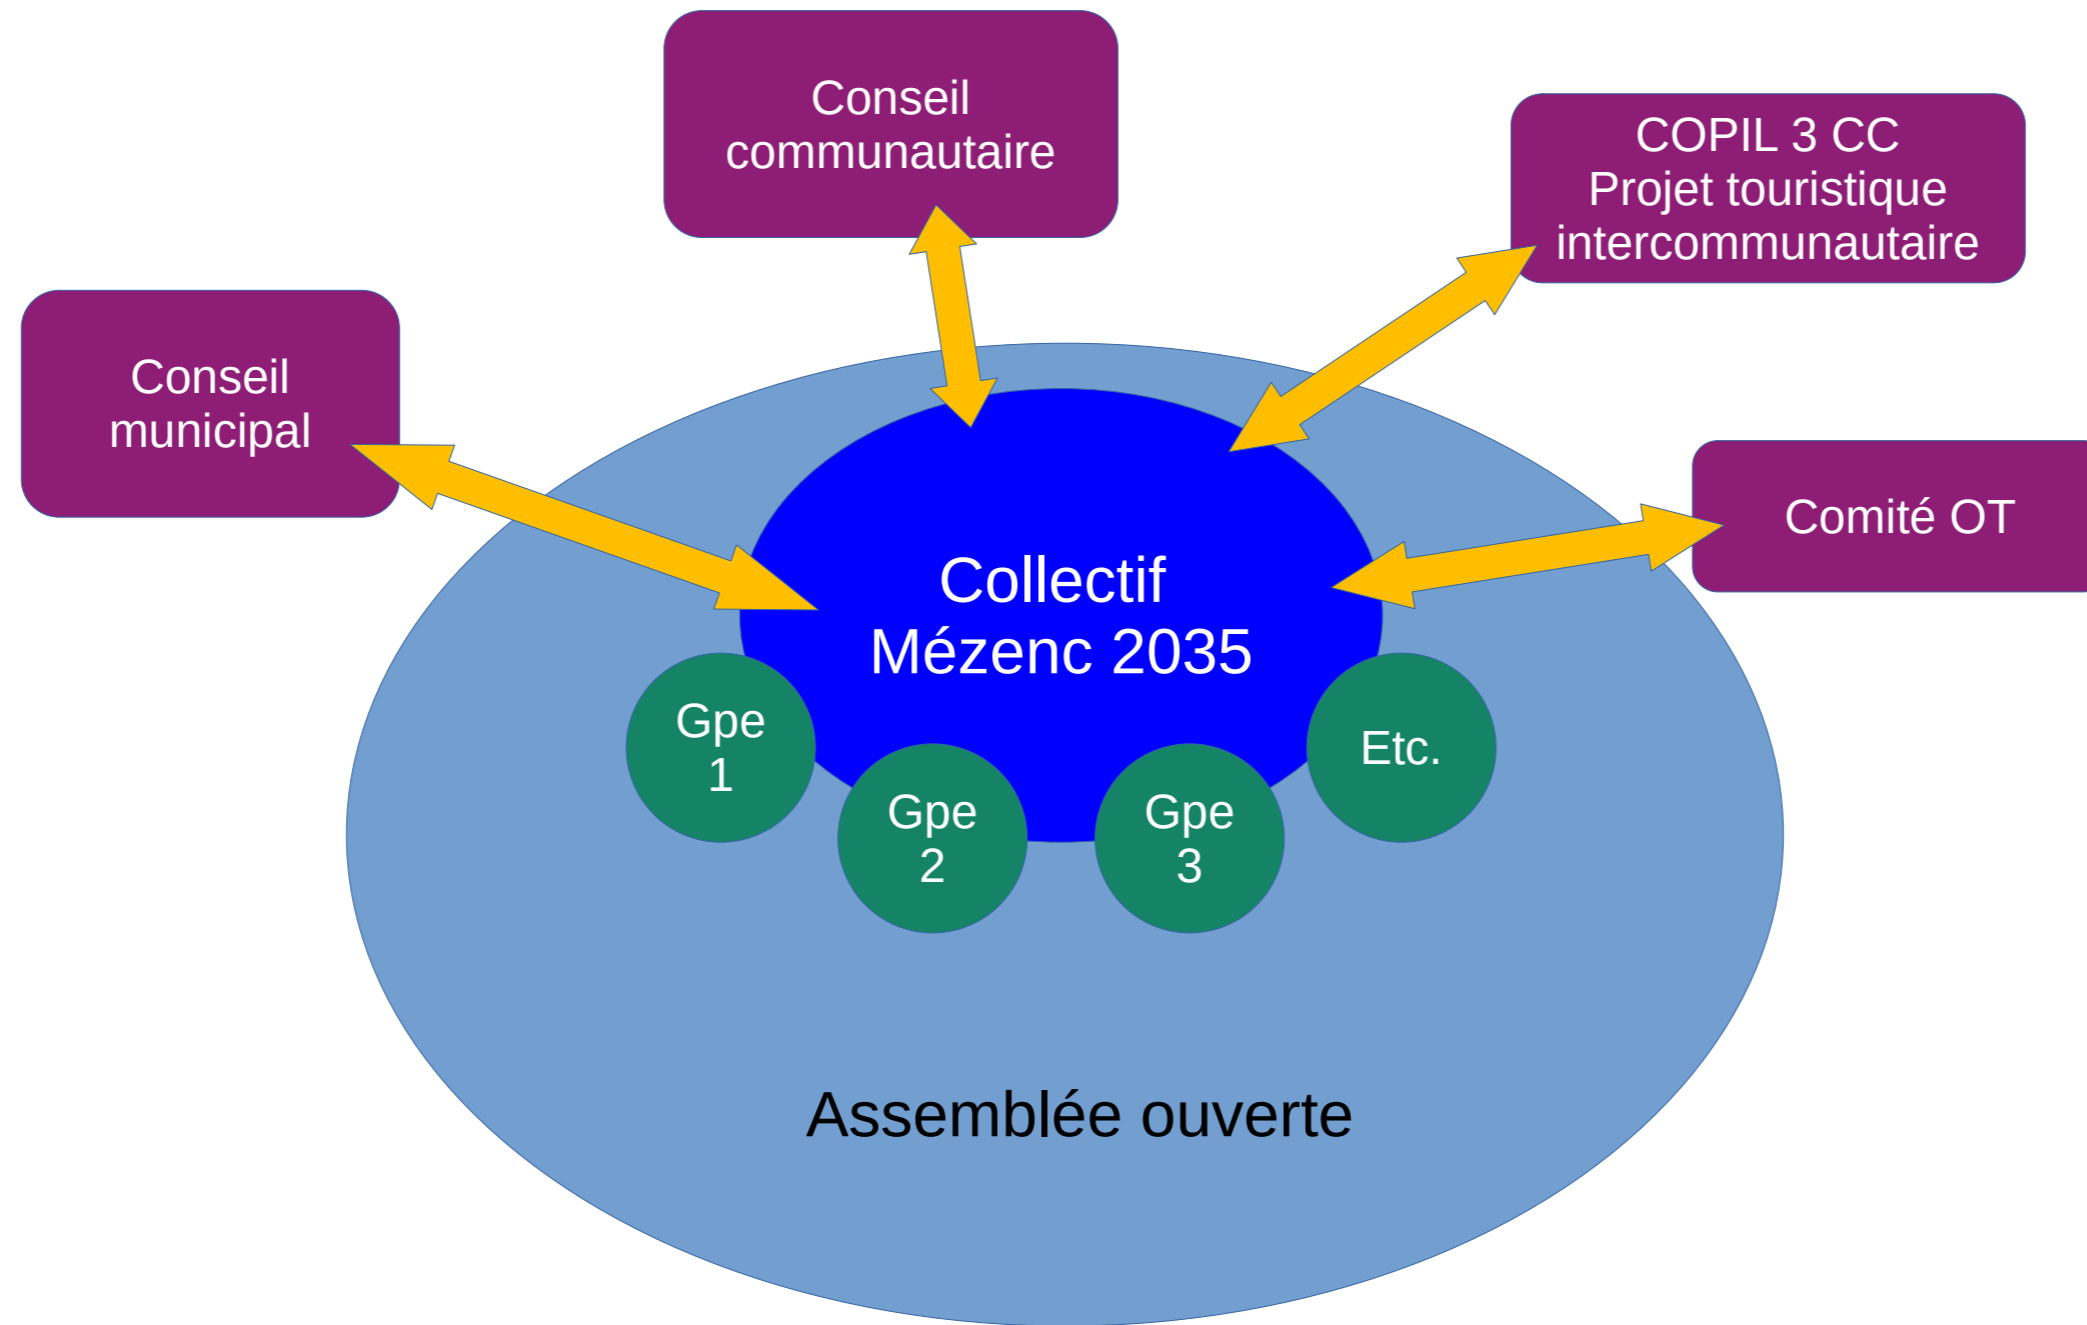 Conseil
communautaire
COPIL 3 CC
Projet touristique
intercommunautaire
Conseil
municipal
Comité OT
Collectif
Mézenc 2035
Gpe
1
Gpe
2
Gpe
3
Etc.
Assemblée ouverte